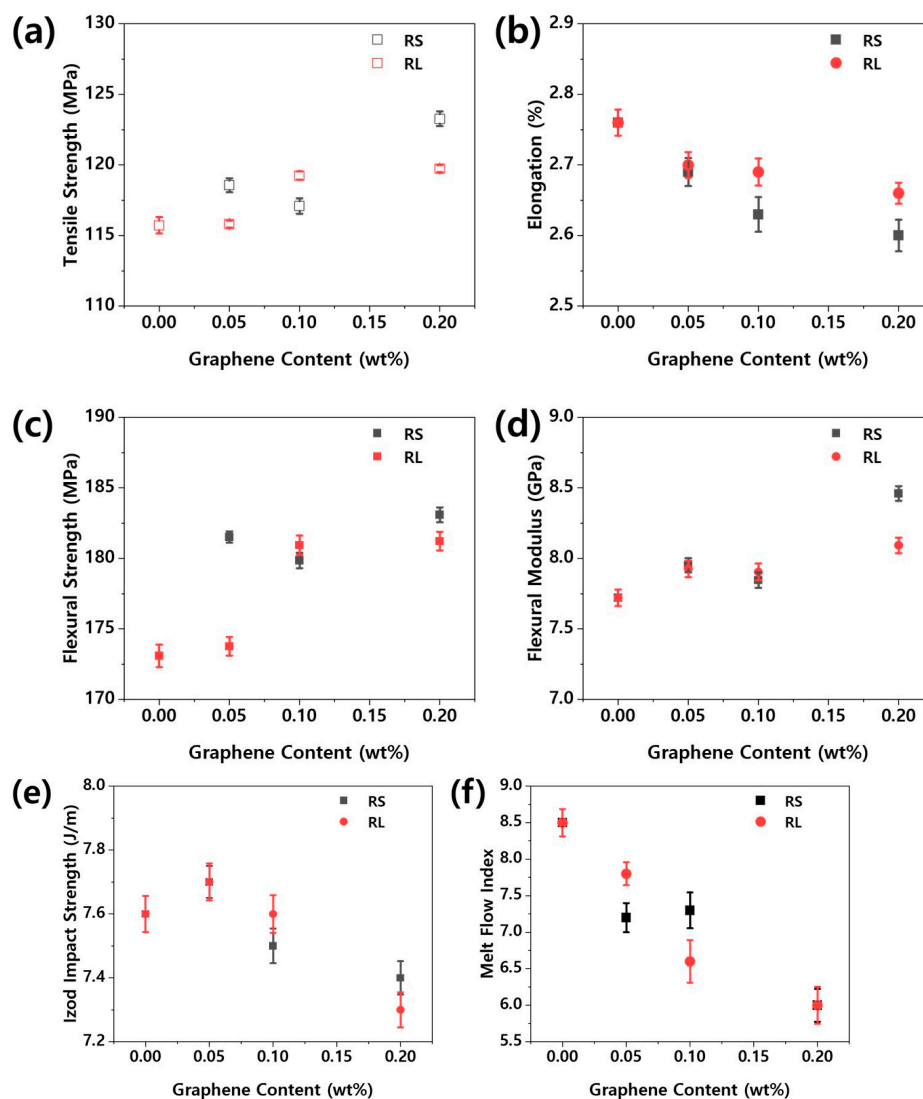 (a)
130
125
120
115
110
Tensile Strength (MPa)
RS
RL
0.00 0.05 0.10 0.15 0.20
Graphene Content (wt%)
(b)
2.9
2.8
2.7
2.6
2.5
Elongation (%)
RS
RL
0.00 0.05 0.10 0.15 0.20
Graphene Content (wt%)
(c)
190
185
180
175
170
Flexural Strength (MPa)
RS
RL
0.00 0.05 0.10 0.15 0.20
Graphene Content (wt%)
(d)
9.0
8.5
8.0
7.5
7.0
Flexural Modulus (GPa)
RS
RL
0.00 0.05 0.10 0.15 0.20
Graphene Content (wt%)
(e)
8.0
7.8
7.6
7.4
7.2
Izod Impact Strength (J/m)
RS
RL
0.00 0.05 0.10 0.15 0.20
Graphene Content (wt%)
(f)
9.0
8.5
8.0
7.5
7.0
6.5
6.0
5.5
Melt Flow Index
RS
RL
0.00 0.05 0.10 0.15 0.20
Graphene Content (wt%)